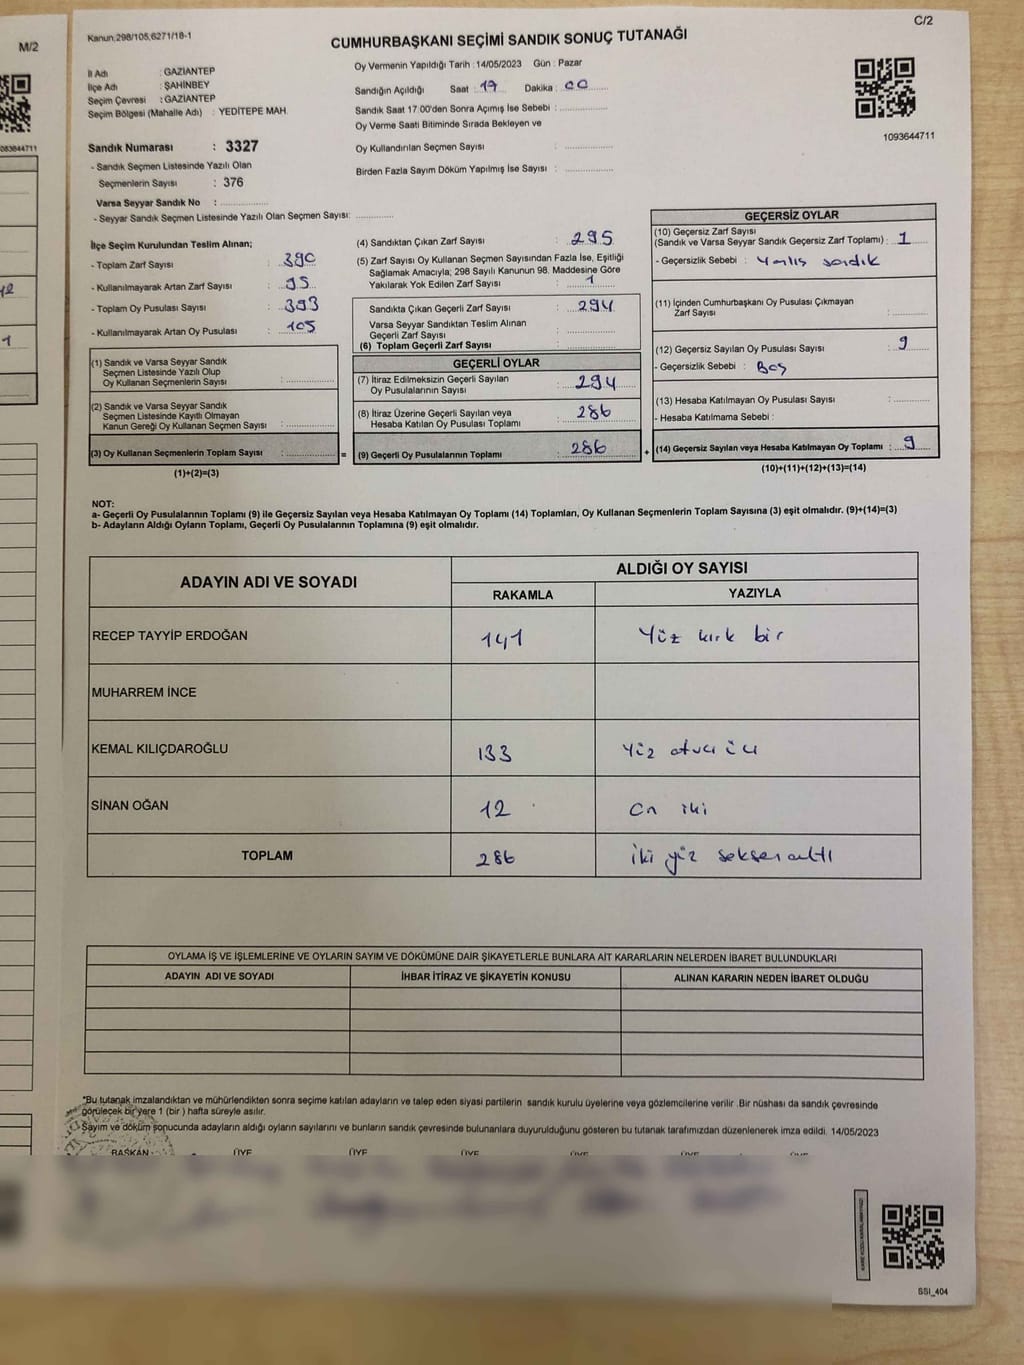 M/2
093644711
Kanun,298/105,6271/18-1
C/2
CUMHURBAŞKANI SEÇİMİ SANDIK SONUÇ TUTANAĞI
İl Adı : GAZİANTEP
İlçe Adı : ŞAHİNBEY
Seçim Çevresi : GAZİANTEP
Seçim Bölgesi (Mahalle Adı) : YEDİTEPE MAH.
Oy Vermenin Yapıldığı Tarih : 14/05/2023 Gün : Pazar
Sandığın Açıldığı Saat : 17 Dakika : 00
Sandık Saat 17.00'den Sonra Açımış İse Sebebi :
Oy Verme Saati Bitiminde Sırada Bekleyen ve
Oy Kullandırılan Seçmen Sayısı :
Birden Fazla Sayım Döküm Yapılmış İse Sayısı :
1093644711
Sandık Numarası : 3327
- Sandık Seçmen Listesinde Yazılı Olan
Seçmenlerin Sayısı : 376
Varsa Seyyar Sandık No :
- Seyyar Sandık Seçmen Listesinde Yazılı Olan Seçmen Sayısı:
İlçe Seçim Kurulundan Teslim Alınan;
- Toplam Zarf Sayısı : 390
- Kullanılmayarak Artan Zarf Sayısı : 95
- Toplam Oy Pusulası Sayısı : 393
- Kullanılmayarak Artan Oy Pusulası : 105
(1) Sandık ve Varsa Seyyar Sandık
Seçmen Listesinde Yazılı Olup
Oy Kullanan Seçmenlerin Sayısı :
(2) Sandık ve Varsa Seyyar Sandık
Seçmen Listesinde Kayıtlı Olmayan
Kanun Gereği Oy Kullanan Seçmen Sayısı :
(3) Oy Kullanan Seçmenlerin Toplam Sayısı : =
(1)+(2)=(3)
(4) Sandıktan Çıkan Zarf Sayısı : 295
(5) Zarf Sayısı Oy Kullanan Seçmen Sayısından Fazla İse, Eşitliği
Sağlamak Amacıyla; 298 Sayılı Kanunun 98. Maddesine Göre
Yakılarak Yok Edilen Zarf Sayısı : 1
Sandıkta Çıkan Geçerli Zarf Sayısı : 294
Varsa Seyyar Sandıktan Teslim Alınan
Geçerli Zarf Sayısı :
(6) Toplam Geçerli Zarf Sayısı :
GEÇERLİ OYLAR
(7) İtiraz Edilmeksizin Geçerli Sayılan
Oy Pusulalarının Sayısı : 294
(8) İtiraz Üzerine Geçerli Sayılan veya
Hesaba Katılan Oy Pusulası Toplamı : 286
(9) Geçerli Oy Pusulalarının Toplamı : 286 +
GEÇERSİZ OYLAR
(10) Geçersiz Zarf Sayısı
(Sandık ve Varsa Seyyar Sandık Geçersiz Zarf Toplamı) : 1
- Geçersizlik Sebebi : Yanlış sandık
(11) İçinden Cumhurbaşkanı Oy Pusulası Çıkmayan
Zarf Sayısı :
(12) Geçersiz Sayılan Oy Pusulası Sayısı : 9
- Geçersizlik Sebebi : Boş
(13) Hesaba Katılmayan Oy Pusulası Sayısı :
- Hesaba Katılmama Sebebi :
(14) Geçersiz Sayılan veya Hesaba Katılmayan Oy Toplamı : 9
(10)+(11)+(12)+(13)=(14)
NOT:
a- Geçerli Oy Pusulalarının Toplamı (9) ile Geçersiz Sayılan veya Hesaba Katılmayan Oy Toplamı (14) Toplamları, Oy Kullanan Seçmenlerin Toplam Sayısına (3) eşit olmalıdır. (9)+(14)=(3)
b- Adayların Aldığı Oyların Toplamı, Geçerli Oy Pusulalarının Toplamına (9) eşit olmalıdır.
ADAYIN ADI VE SOYADI ALDIĞI OY SAYISI
RAKAMLA YAZIYLA
RECEP TAYYİP ERDOĞAN 141 Yüz kırk bir
MUHARREM İNCE
KEMAL KILIÇDAROĞLU 133 Yüz otuz üç
SİNAN OĞAN 12 On iki
TOPLAM 286 iki yüz seksen altı
OYLAMA İŞ VE İŞLEMLERİNE VE OYLARIN SAYIM VE DÖKÜMÜNE DAİR ŞİKAYETLERLE BUNLARA AİT KARARLARIN NELERDEN İBARET BULUNDUKLARI
ADAYIN ADI VE SOYADI İHBAR İTİRAZ VE ŞİKAYETİN KONUSU ALINAN KARARIN NEDEN İBARET OLDUĞU
*Bu tutanak imzalandıktan ve mühürlendikten sonra seçime katılan adayların ve talep eden siyasi partilerin sandık kurulu üyelerine veya gözlemcilerine verilir .Bir nüshası da sandık çevresinde
görülecek bir yere 1 (bir ) hafta süreyle asılır.
Sayım ve döküm sonucunda adayların aldığı oyların sayılarını ve bunların sandık çevresinde bulunanlara duyurulduğunu gösteren bu tutanak tarafımızdan düzenlenerek imza edildi. 14/05/2023
BAŞKAN ÜYE ÜYE ÜYE ÜYE ÜYE ÜYE
SSI_404